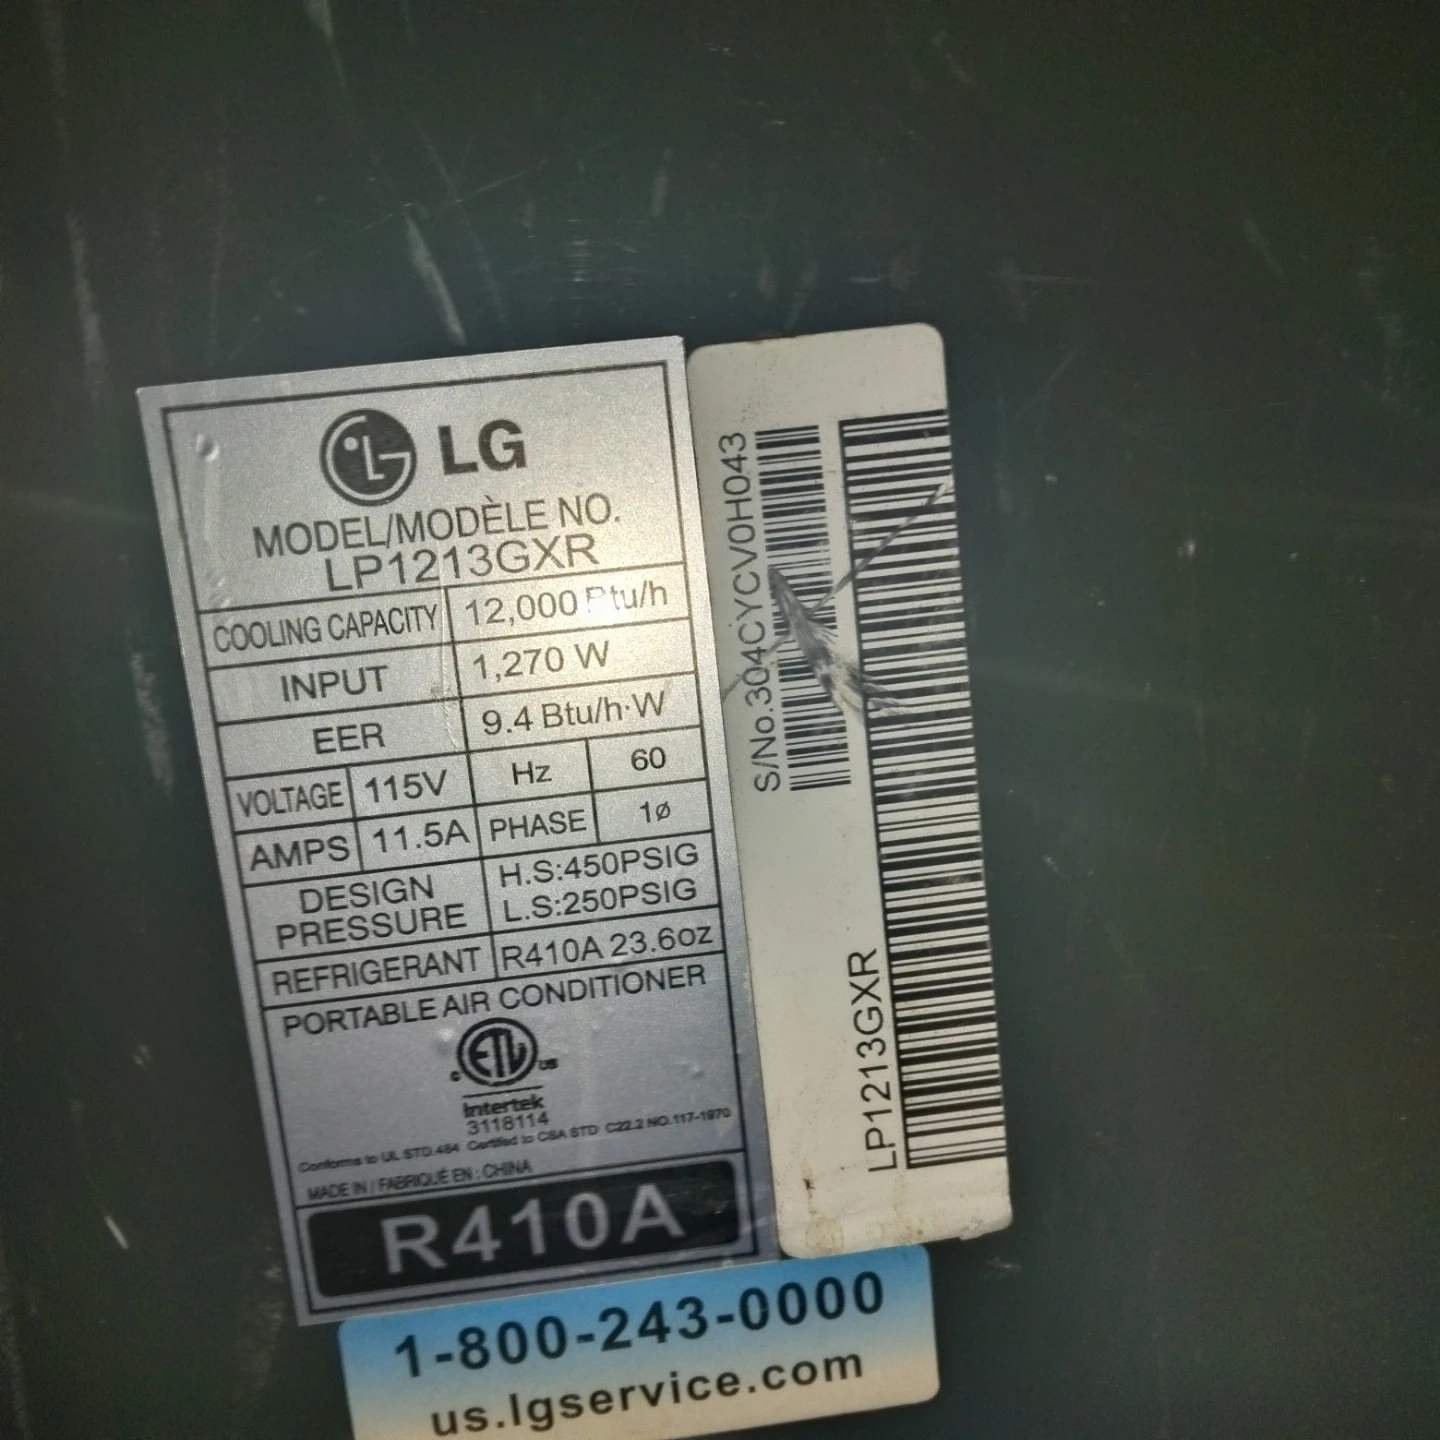 LG
MODEL/MODÈLE NO.
LP1213GXR
COOLING CAPACITY 12,000 Btu/h
INPUT 1,270 W
EER 9.4 Btu/h·W
VOLTAGE 115V Hz 60
AMPS 11.5A PHASE 1ø
DESIGN PRESSURE H.S:450PSIG
L.S:250PSIG
REFRIGERANT R410A 23.6oz
PORTABLE AIR CONDITIONER
c ETL us
Intertek
3118114
Conforms to UL STD.484 Certified to CSA STD C22.2 NO.117-1970
MADE IN / FABRIQUÉ EN : CHINA
R410A
S/No.304CYCV0H043
LP1213GXR
1-800-243-0000
us.lgservice.com